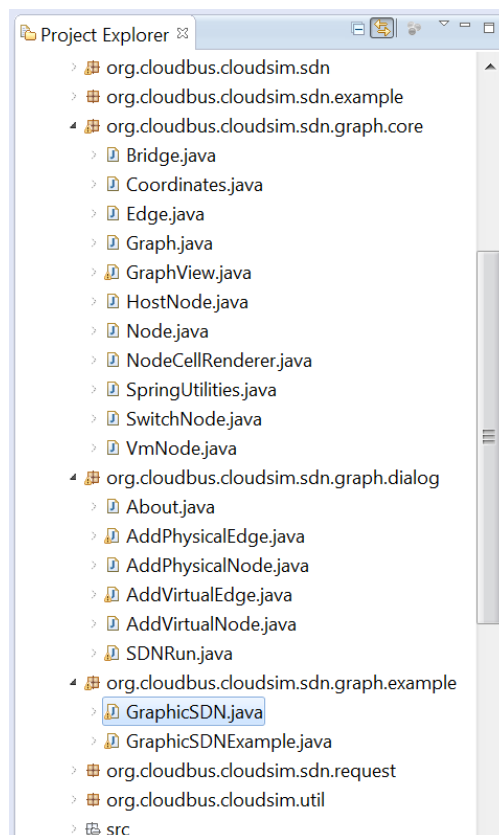 Project Explorer
org.cloudbus.cloudsim.sdn
org.cloudbus.cloudsim.sdn.example
org.cloudbus.cloudsim.sdn.graph.core
Bridge.java
Coordinates.java
Edge.java
Graph.java
GraphView.java
HostNode.java
Node.java
NodeCellRenderer.java
SpringUtilities.java
SwitchNode.java
VmNode.java
org.cloudbus.cloudsim.sdn.graph.dialog
About.java
AddPhysicalEdge.java
AddPhysicalNode.java
AddVirtualEdge.java
AddVirtualNode.java
SDNRun.java
org.cloudbus.cloudsim.sdn.graph.example
GraphicSDN.java
GraphicSDNExample.java
org.cloudbus.cloudsim.sdn.request
org.cloudbus.cloudsim.util
src